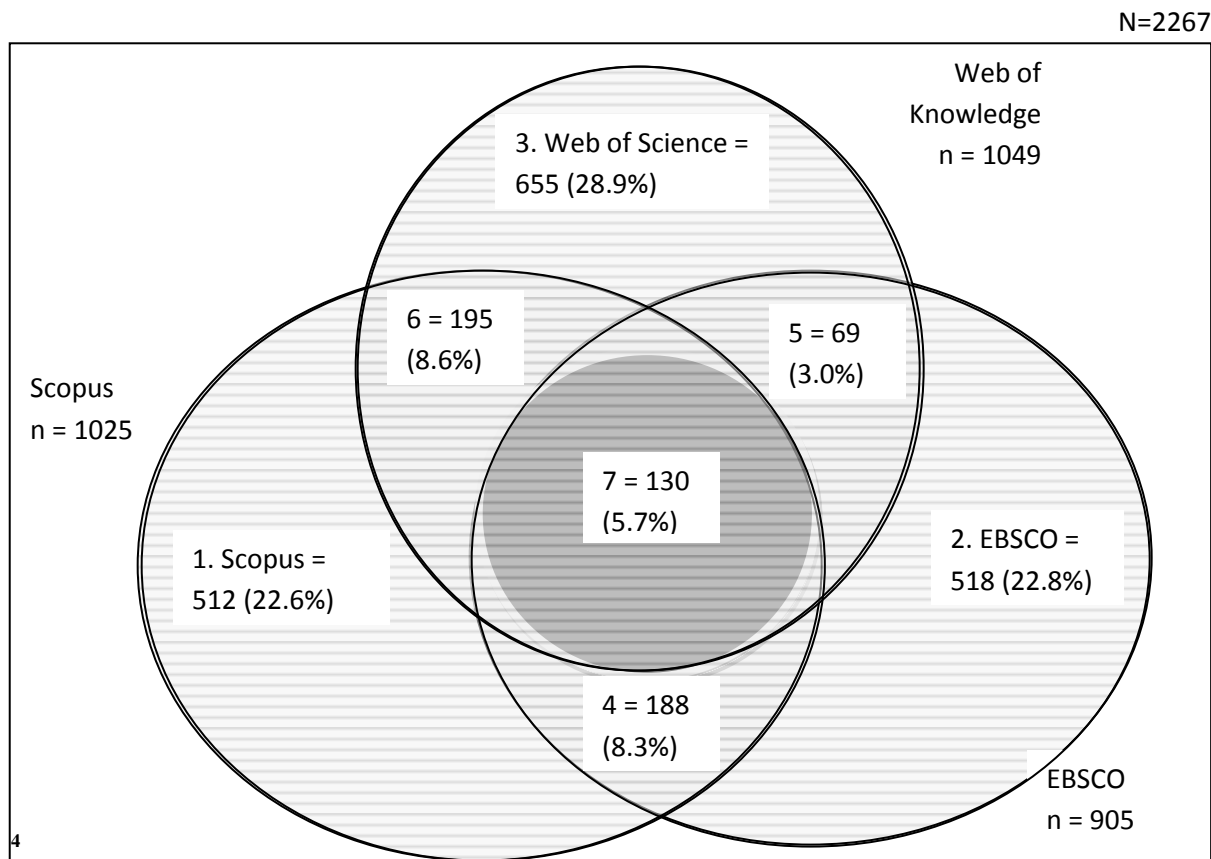 N=2267
Web of
Knowledge
n = 1049
3. Web of Science =
655 (28.9%)
6 = 195
(8.6%)
5 = 69
(3.0%)
Scopus
n = 1025
7 = 130
(5.7%)
1. Scopus =
512 (22.6%)
2. EBSCO =
518 (22.8%)
4 = 188
(8.3%)
EBSCO
n = 905
4